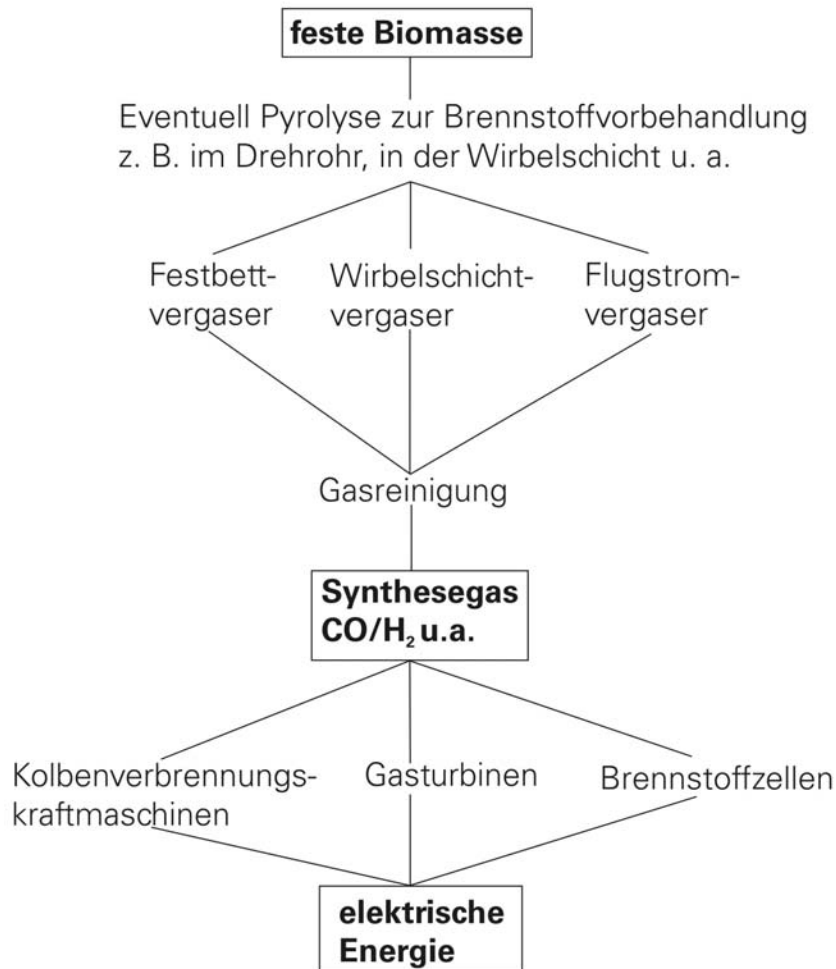 feste Biomasse
Eventuell Pyrolyse zur Brennstoffvorbehandlung
z. B. im Drehrohr, in der Wirbelschicht u. a.
Festbett-
vergaser
Wirbelschicht-
vergaser
Flugstrom-
vergaser
Gasreinigung
Synthesegas
CO/H₂ u.a.
Kolbenverbrennungs-
kraftmaschinen
Gasturbinen
Brennstoffzellen
elektrische
Energie